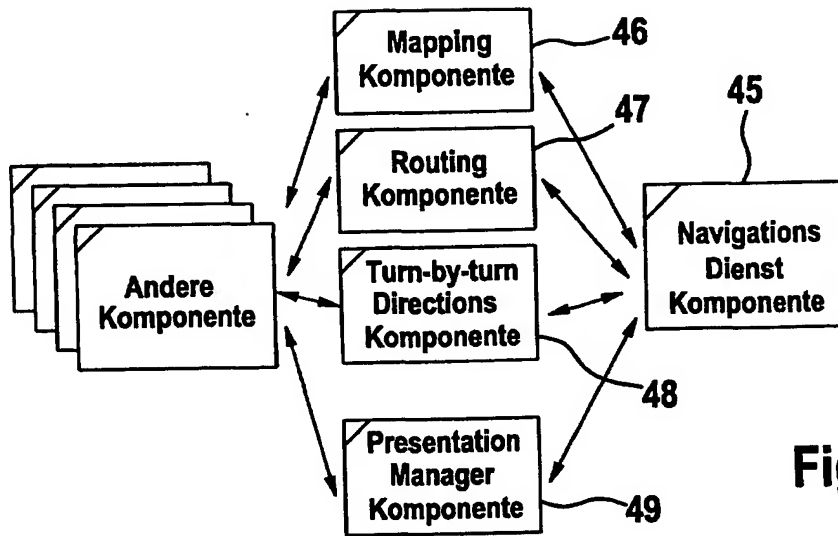 Mapping
Komponente
46
Routing
Komponente
47
45
Andere
Komponente
Turn-by-turn
Directions
Komponente
48
Navigations
Dienst
Komponente
Presentation
Manager
Komponente
49
Fig